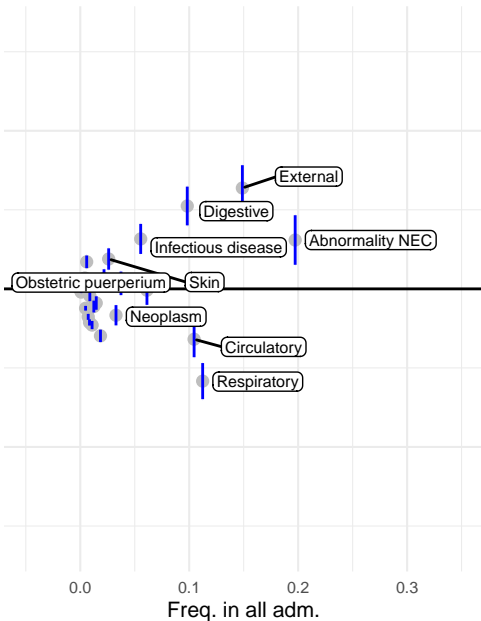 External
Digestive
Infectious disease
Abnormality NEC
Obstetric puerperium
Skin
Neoplasm
Circulatory
Respiratory
0.0 0.1 0.2 0.3
Freq. in all adm.